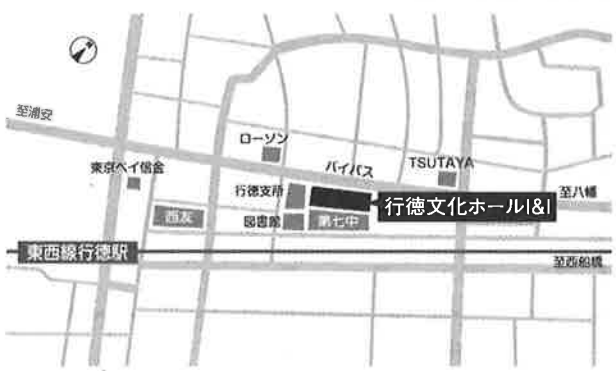 至浦安
ローソン
バイパス
TSUTAYA
東京ベイ信金
行徳支所
至八幡
行徳文化ホールI&I
西友
図書館
第七中
東西線行徳駅
至西船橋